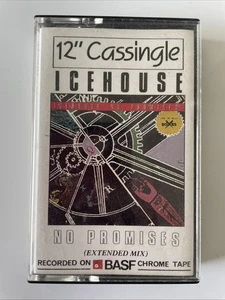 12" Cassingle
ICEHOUSE
NO PROMISES
(EXTENDED MIX)
RECORDED ON BASF CHROME TAPE